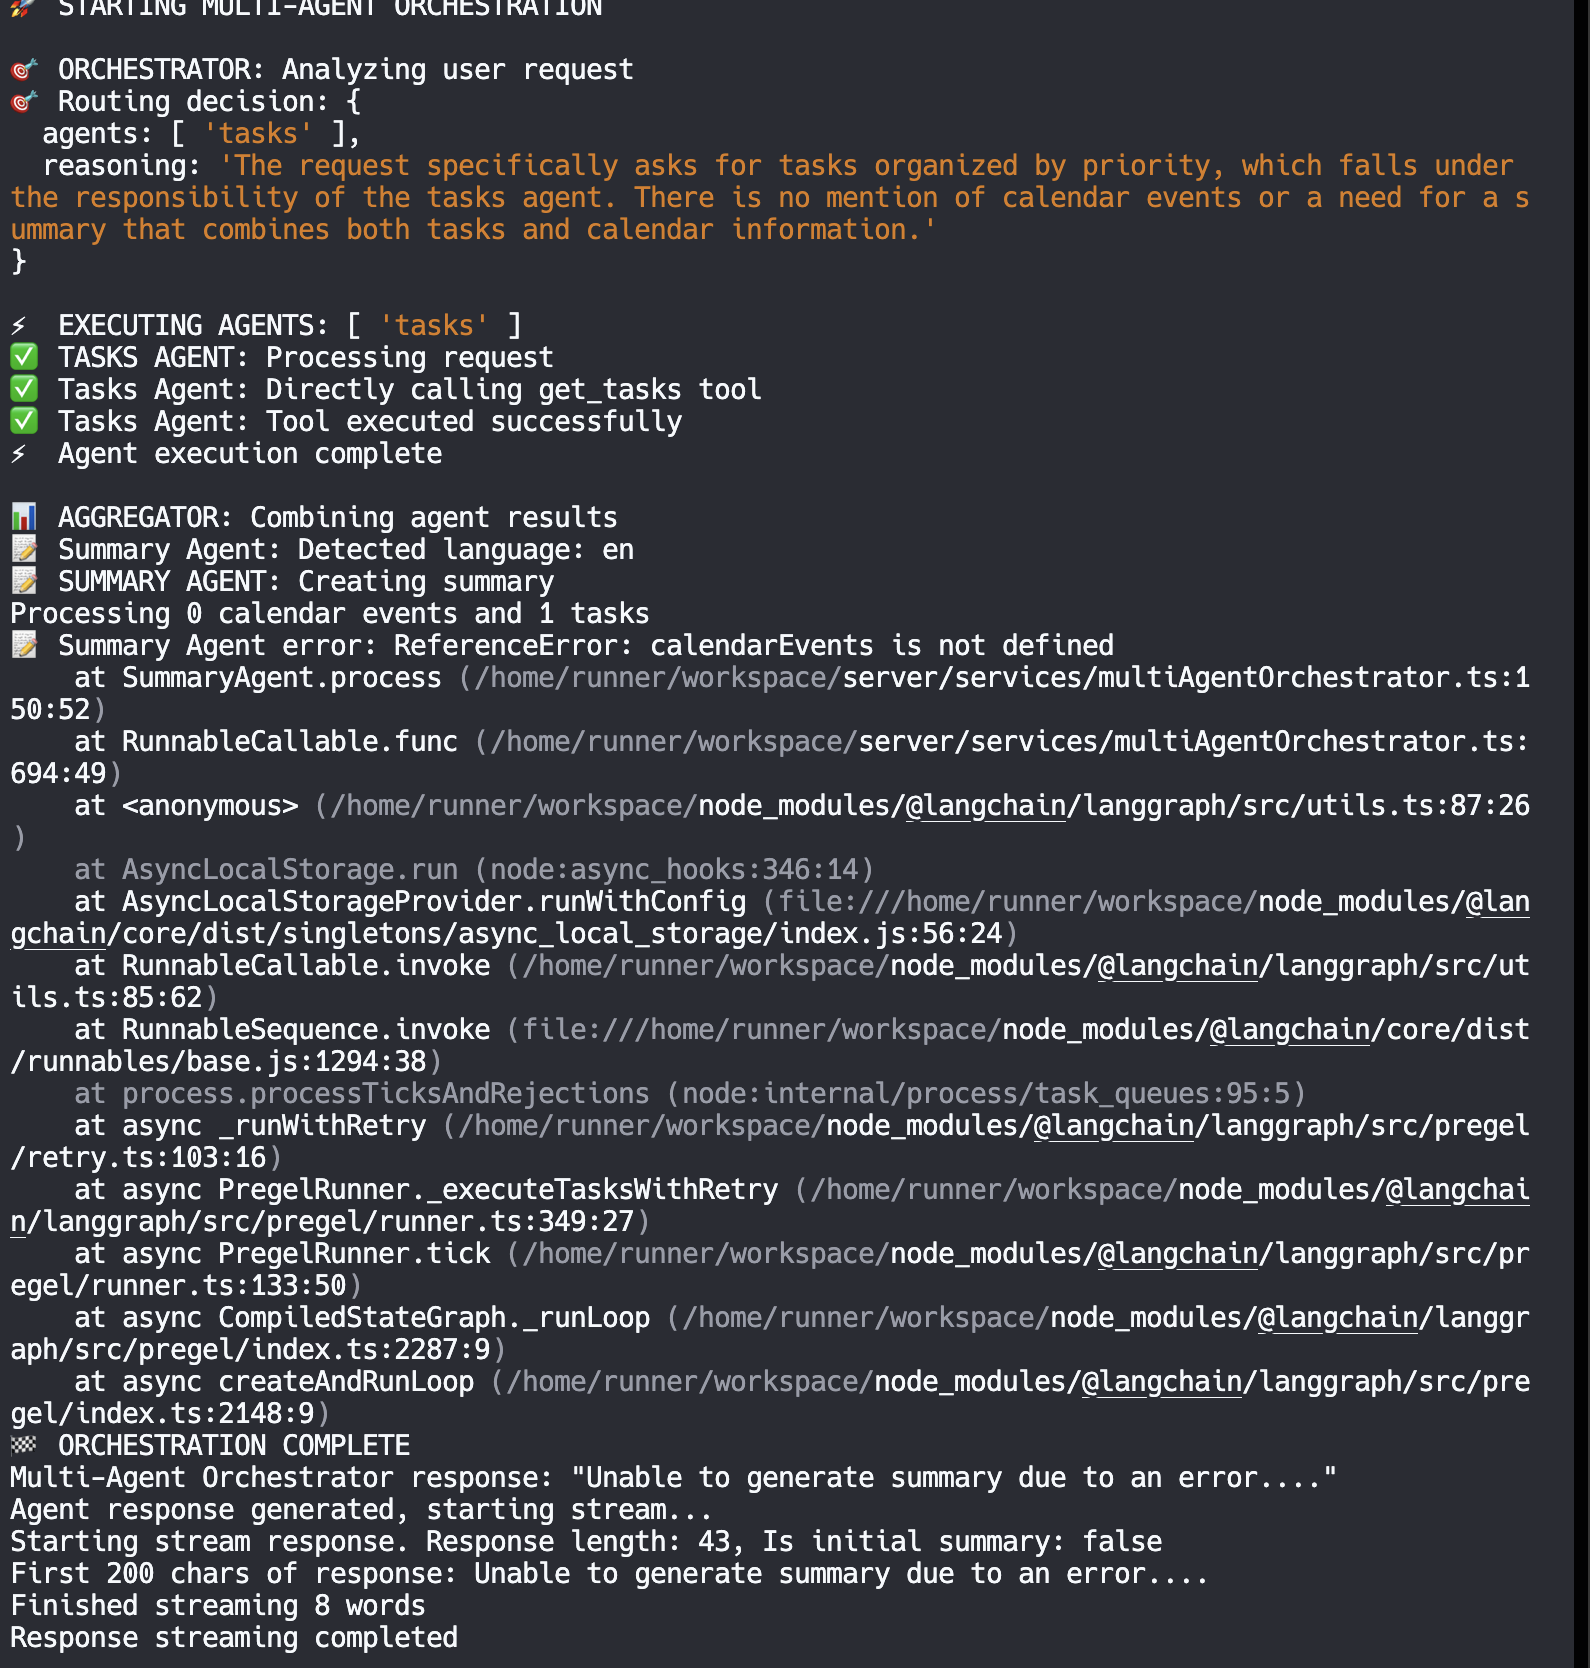 🚀 STARTING MULTI-AGENT ORCHESTRATION
🎯 ORCHESTRATOR: Analyzing user request
🎯 Routing decision: {
  agents: [ 'tasks' ],
  reasoning: 'The request specifically asks for tasks organized by priority, which falls under
the responsibility of the tasks agent. There is no mention of calendar events or a need for a s
ummary that combines both tasks and calendar information.'
}
⚡ EXECUTING AGENTS: [ 'tasks' ]
✅ TASKS AGENT: Processing request
✅ Tasks Agent: Directly calling get_tasks tool
✅ Tasks Agent: Tool executed successfully
⚡ Agent execution complete
📊 AGGREGATOR: Combining agent results
📝 Summary Agent: Detected language: en
📝 SUMMARY AGENT: Creating summary
Processing 0 calendar events and 1 tasks
📝 Summary Agent error: ReferenceError: calendarEvents is not defined
    at SummaryAgent.process (/home/runner/workspace/server/services/multiAgentOrchestrator.ts:1
50:52)
    at RunnableCallable.func (/home/runner/workspace/server/services/multiAgentOrchestrator.ts:
694:49)
    at <anonymous> (/home/runner/workspace/node_modules/@langchain/langgraph/src/utils.ts:87:26
)
    at AsyncLocalStorage.run (node:async_hooks:346:14)
    at AsyncLocalStorageProvider.runWithConfig (file:///home/runner/workspace/node_modules/@lan
gchain/core/dist/singletons/async_local_storage/index.js:56:24)
    at RunnableCallable.invoke (/home/runner/workspace/node_modules/@langchain/langgraph/src/ut
ils.ts:85:62)
    at RunnableSequence.invoke (file:///home/runner/workspace/node_modules/@langchain/core/dist
/runnables/base.js:1294:38)
    at process.processTicksAndRejections (node:internal/process/task_queues:95:5)
    at async _runWithRetry (/home/runner/workspace/node_modules/@langchain/langgraph/src/pregel
/retry.ts:103:16)
    at async PregelRunner._executeTasksWithRetry (/home/runner/workspace/node_modules/@langchai
n/langgraph/src/pregel/runner.ts:349:27)
    at async PregelRunner.tick (/home/runner/workspace/node_modules/@langchain/langgraph/src/pr
egel/runner.ts:133:50)
    at async CompiledStateGraph._runLoop (/home/runner/workspace/node_modules/@langchain/langgr
aph/src/pregel/index.ts:2287:9)
    at async createAndRunLoop (/home/runner/workspace/node_modules/@langchain/langgraph/src/pre
gel/index.ts:2148:9)
🏁 ORCHESTRATION COMPLETE
Multi-Agent Orchestrator response: "Unable to generate summary due to an error...."
Agent response generated, starting stream...
Starting stream response. Response length: 43, Is initial summary: false
First 200 chars of response: Unable to generate summary due to an error....
Finished streaming 8 words
Response streaming completed